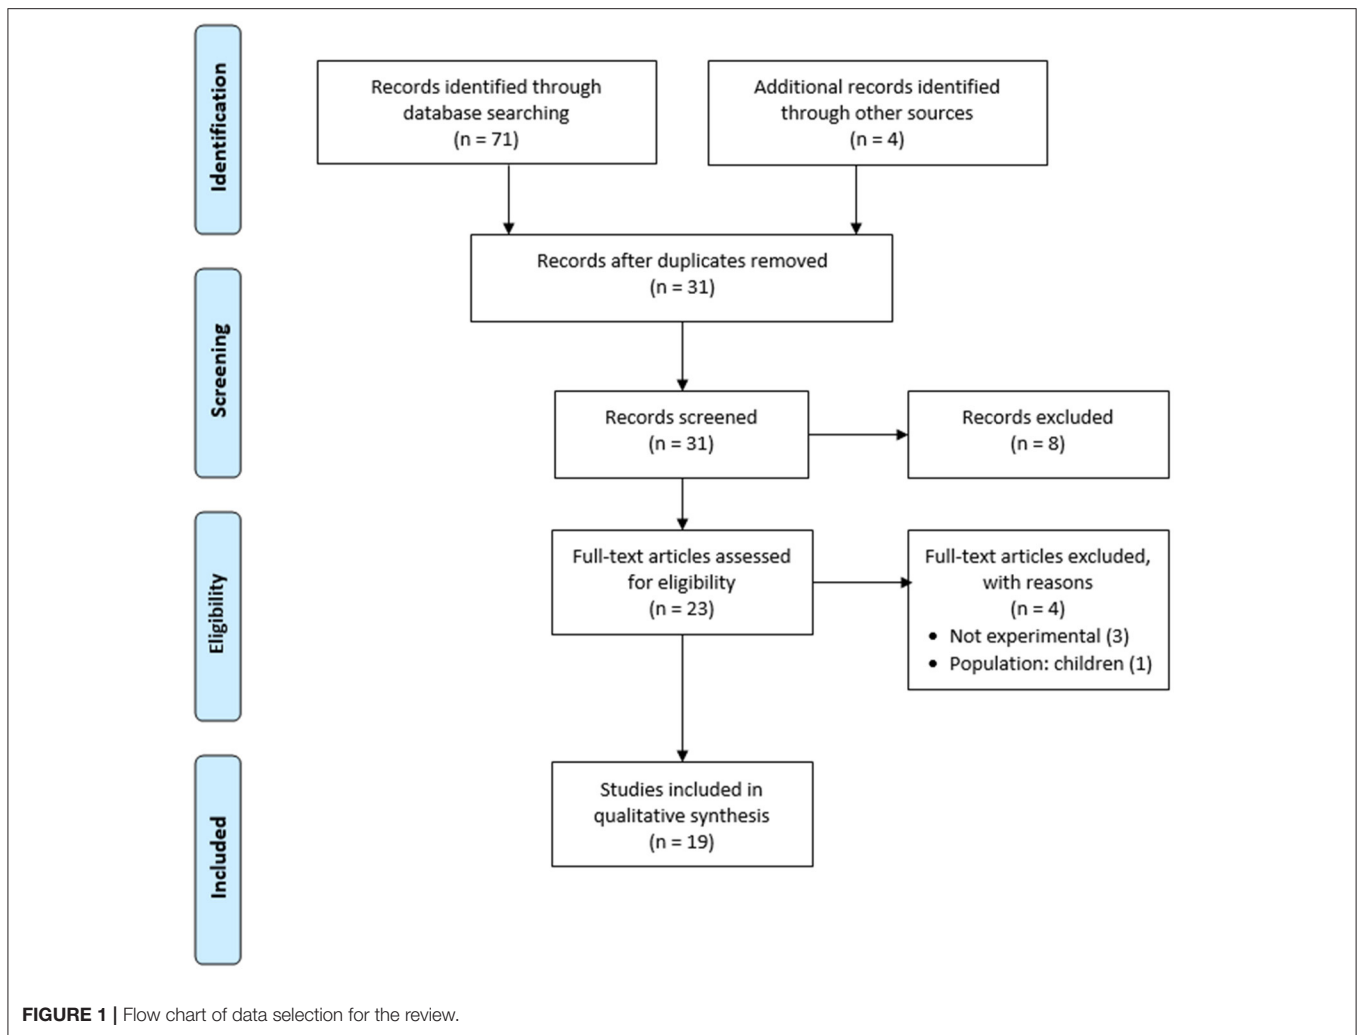 Identification
Records identified through
database searching
(n = 71)
Additional records identified
through other sources
(n = 4)
Records after duplicates removed
(n = 31)
Screening
Records screened
(n = 31)
Records excluded
(n = 8)
Eligibility
Full-text articles assessed
for eligibility
(n = 23)
Full-text articles excluded,
with reasons
(n = 4)
• Not experimental (3)
• Population: children (1)
Included
Studies included in
qualitative synthesis
(n = 19)
FIGURE 1 | Flow chart of data selection for the review.